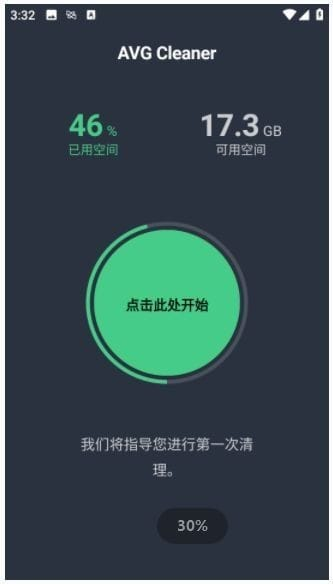 3:32
AVG Cleaner
46 %
已用空间
17.3 GB
可用空间
点击此处开始
我们将指导您进行第一次清
理。
30%